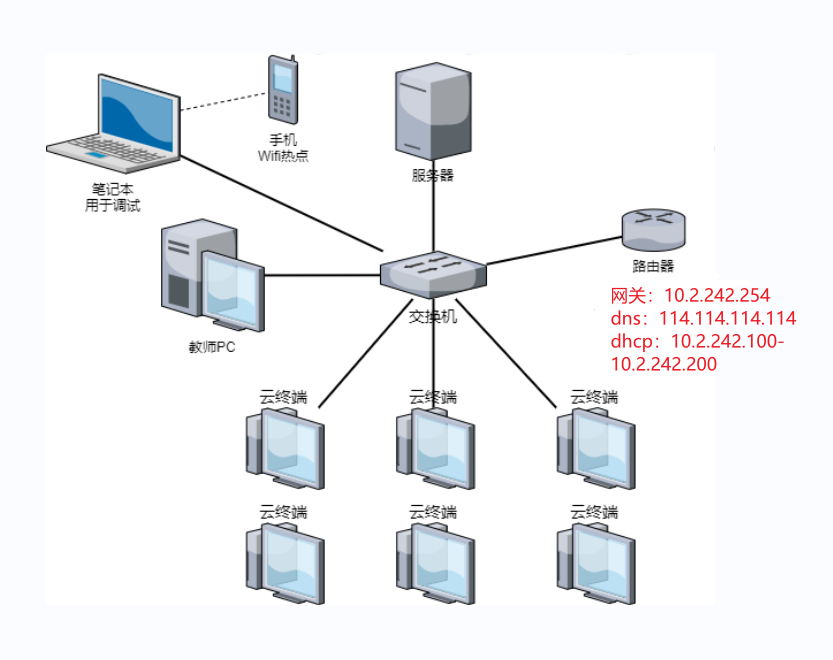 手机
Wifi热点
服务器
笔记本
用于调试
路由器
网关：10.2.242.254
dns：114.114.114.114
dhcp：10.2.242.100-
10.2.242.200
交换机
教师PC
云终端
云终端
云终端
云终端
云终端
云终端